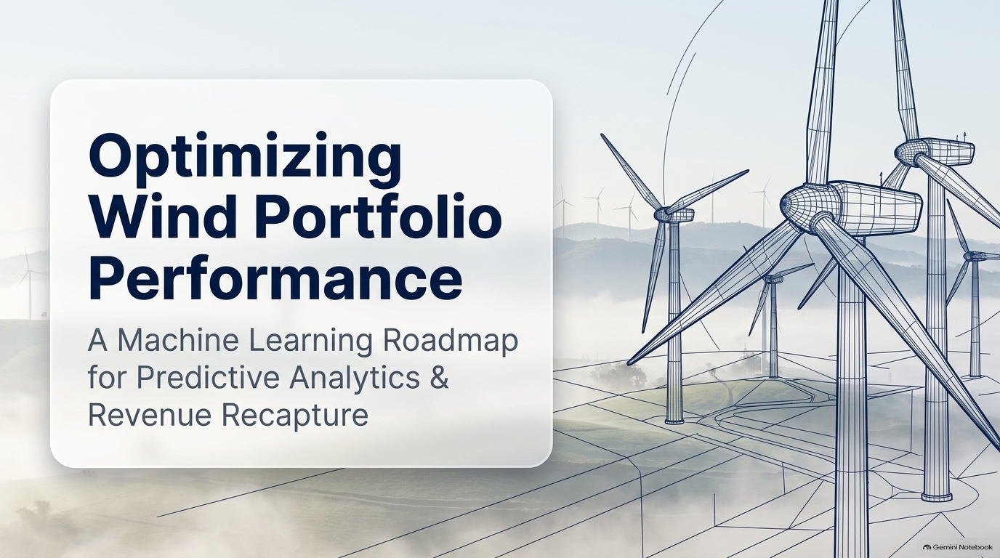 Optimizing
Wind Portfolio
Performance
A Machine Learning Roadmap
for Predictive Analytics &
Revenue Recapture
Gemini Notebook